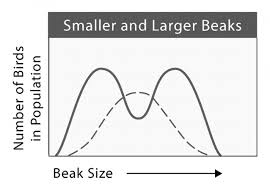 Smaller and Larger Beaks
Number of Birds
in Population
Beak Size